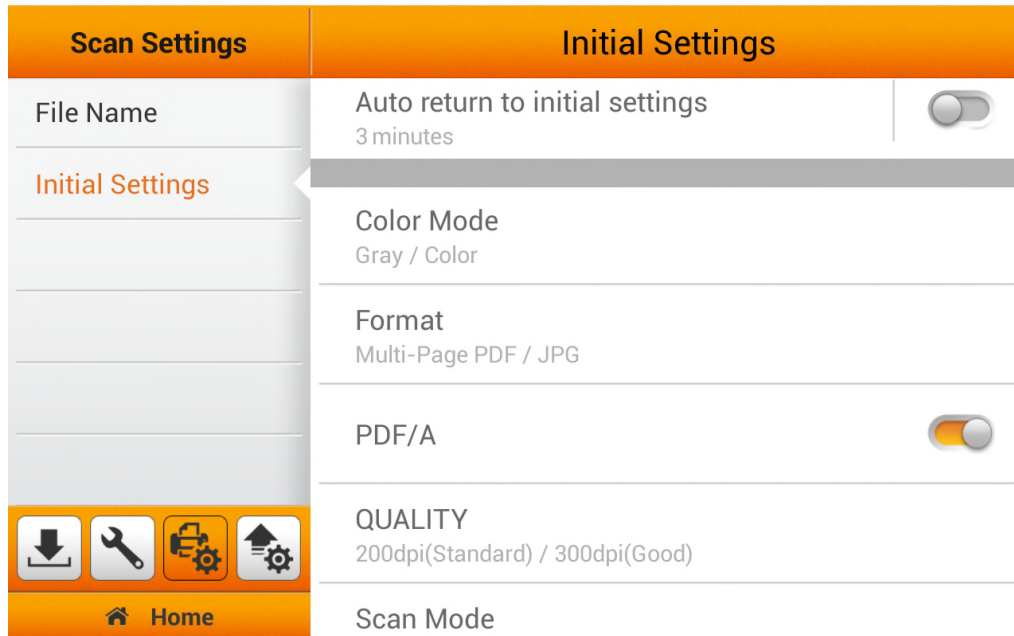 Scan Settings
Initial Settings
File Name
Initial Settings
Home
Auto return to initial settings
3 minutes
Color Mode
Gray / Color
Format
Multi-Page PDF / JPG
PDF/A
QUALITY
200dpi(Standard) / 300dpi(Good)
Scan Mode